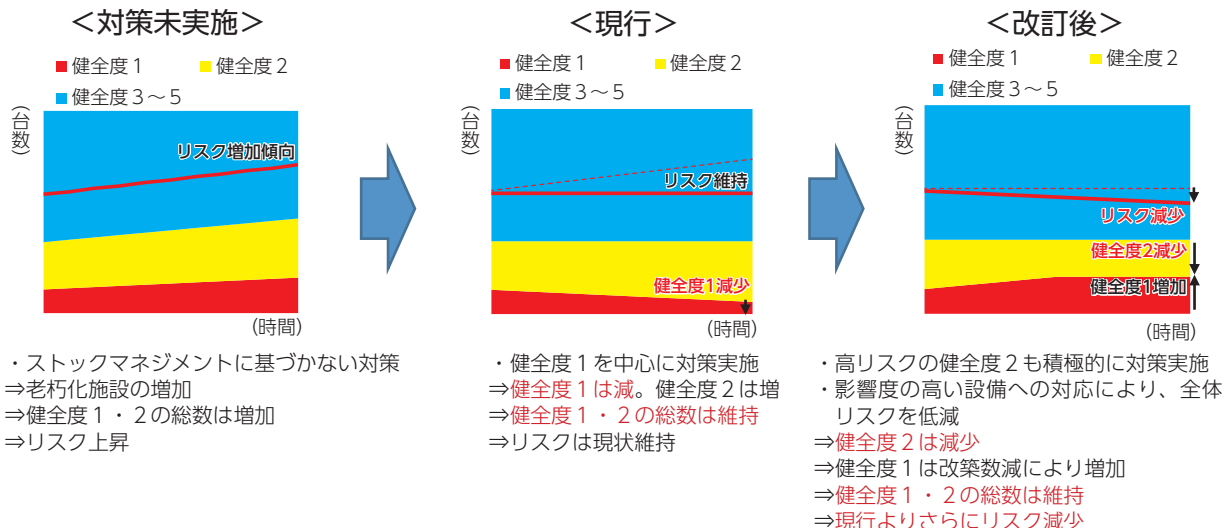 ＜対策未実施＞
■健全度１ ■健全度２
■健全度３～５
(台数)
リスク増加傾向
(時間)
・ストックマネジメントに基づかない対策
⇒老朽化施設の増加
⇒健全度１・２の総数は増加
⇒リスク上昇
＜現行＞
■健全度１ ■健全度２
■健全度３～５
(台数)
リスク維持
健全度1減少
(時間)
・健全度１を中心に対策実施
⇒健全度１は減。健全度２は増
⇒健全度１・２の総数は維持
⇒リスクは現状維持
＜改訂後＞
■健全度１ ■健全度２
■健全度３～５
(台数)
リスク減少
健全度2減少
健全度1増加
(時間)
・高リスクの健全度２も積極的に対策実施
・影響度の高い設備への対応により、全体
リスクを低減
⇒健全度２は減少
⇒健全度１は改築数減により増加
⇒健全度１・２の総数は維持
⇒現行よりさらにリスク減少